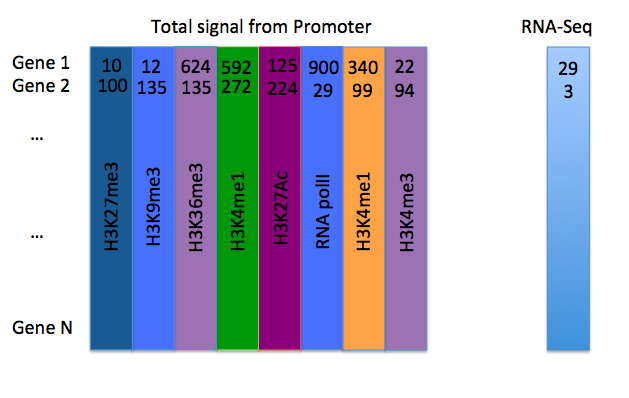 Total signal from Promoter
RNA-Seq
Gene 1
10 12 624 592 125 900 340 22
29
Gene 2
100 135 135 272 224 29 99 94
3
...
...
H3K27me3
H3K9me3
H3K36me3
H3K4me1
H3K27Ac
RNA polII
H3K4me1
H3K4me3
Gene N